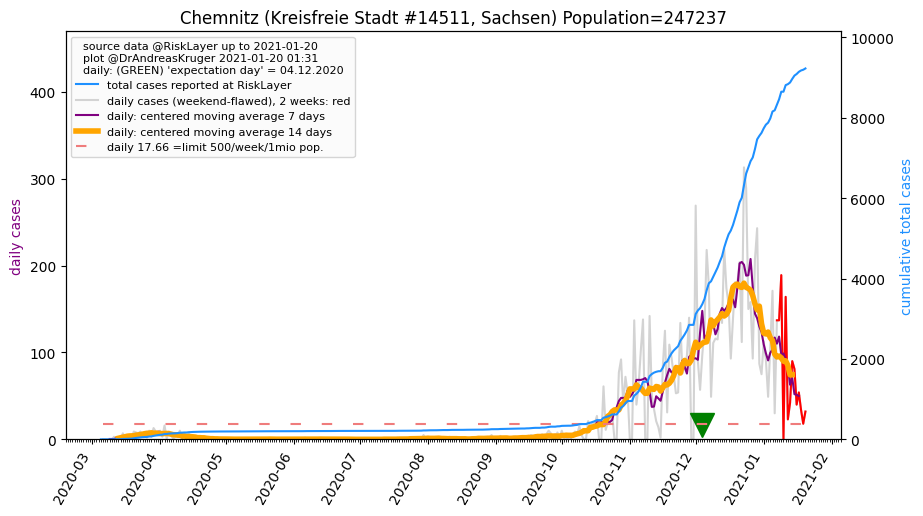 Chemnitz (Kreisfreie Stadt #14511, Sachsen) Population=247237
source data @RiskLayer up to 2021-01-20
plot @DrAndreasKruger 2021-01-20 01:31
daily: (GREEN) 'expectation day' = 04.12.2020
total cases reported at RiskLayer
daily cases (weekend-flawed), 2 weeks: red
daily: centered moving average 7 days
daily: centered moving average 14 days
daily 17.66 =limit 500/week/1mio pop.
daily cases
400
300
200
100
0
cumulative total cases
10000
8000
6000
4000
2000
0
2020-03
2020-04
2020-05
2020-06
2020-07
2020-08
2020-09
2020-10
2020-11
2020-12
2021-01
2021-02